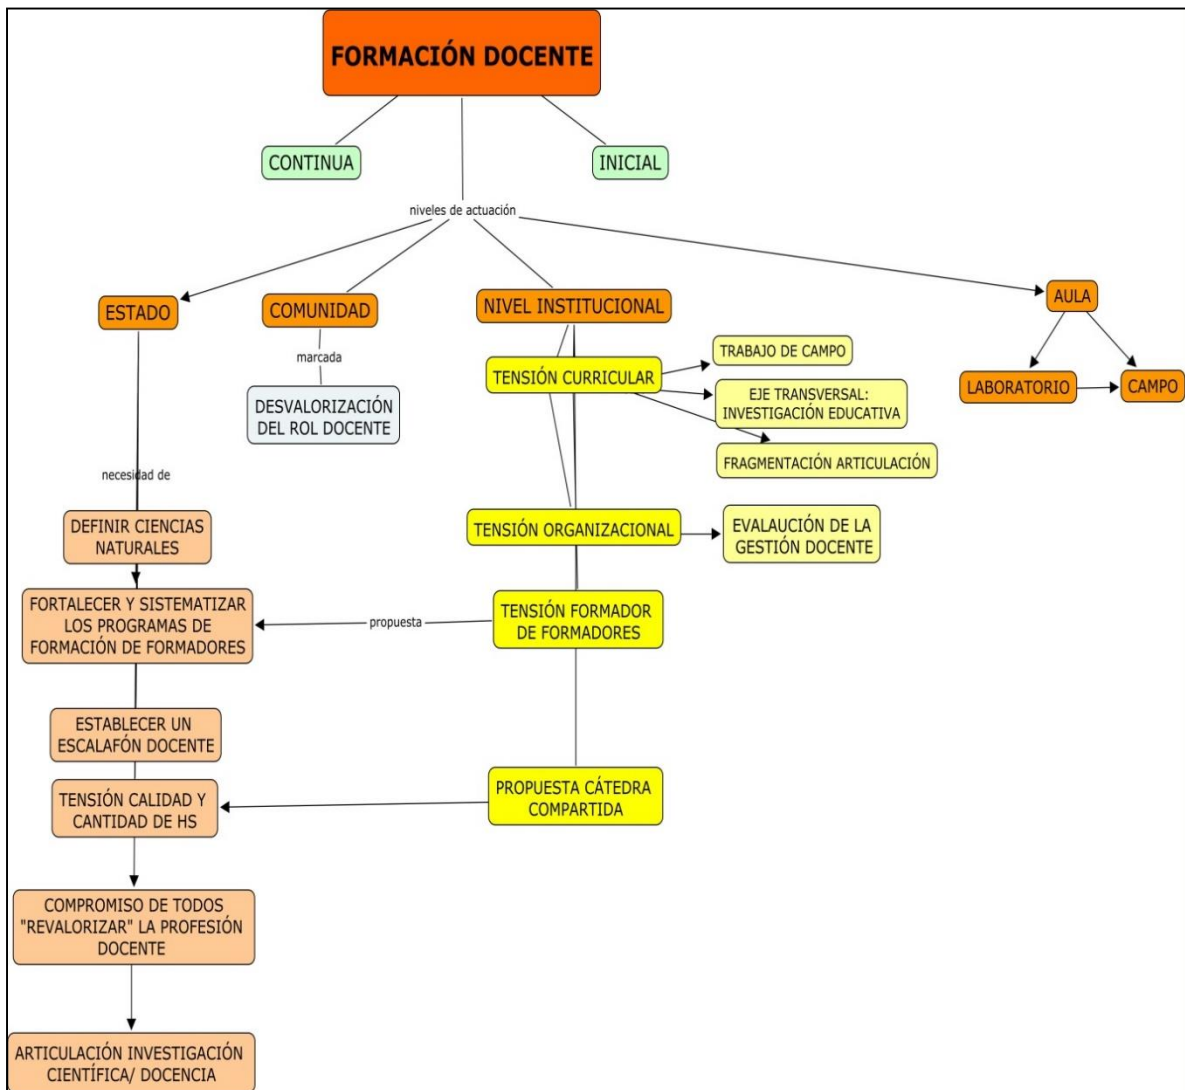 FORMACIÓN DOCENTE
CONTINUA
INICIAL
niveles de actuación
ESTADO
COMUNIDAD
NIVEL INSTITUCIONAL
AULA
marcada
TENSIÓN CURRICULAR
TRABAJO DE CAMPO
LABORATORIO
CAMPO
DESVALORIZACIÓN
DEL ROL DOCENTE
EJE TRANSVERSAL:
INVESTIGACIÓN EDUCATIVA
FRAGMENTACIÓN ARTICULACIÓN
necesidad de
DEFINIR CIENCIAS
NATURALES
TENSIÓN ORGANIZACIONAL
EVALAUCIÓN DE LA
GESTIÓN DOCENTE
FORTALECER Y SISTEMATIZAR
LOS PROGRAMAS DE
FORMACIÓN DE FORMADORES
propuesta
TENSIÓN FORMADOR
DE FORMADORES
ESTABLECER UN
ESCALAFÓN DOCENTE
TENSIÓN CALIDAD Y
CANTIDAD DE HS
PROPUESTA CÁTEDRA
COMPARTIDA
COMPROMISO DE TODOS
"REVALORIZAR" LA PROFESIÓN
DOCENTE
ARTICULACIÓN INVESTIGACIÓN
CIENTÍFICA/ DOCENCIA